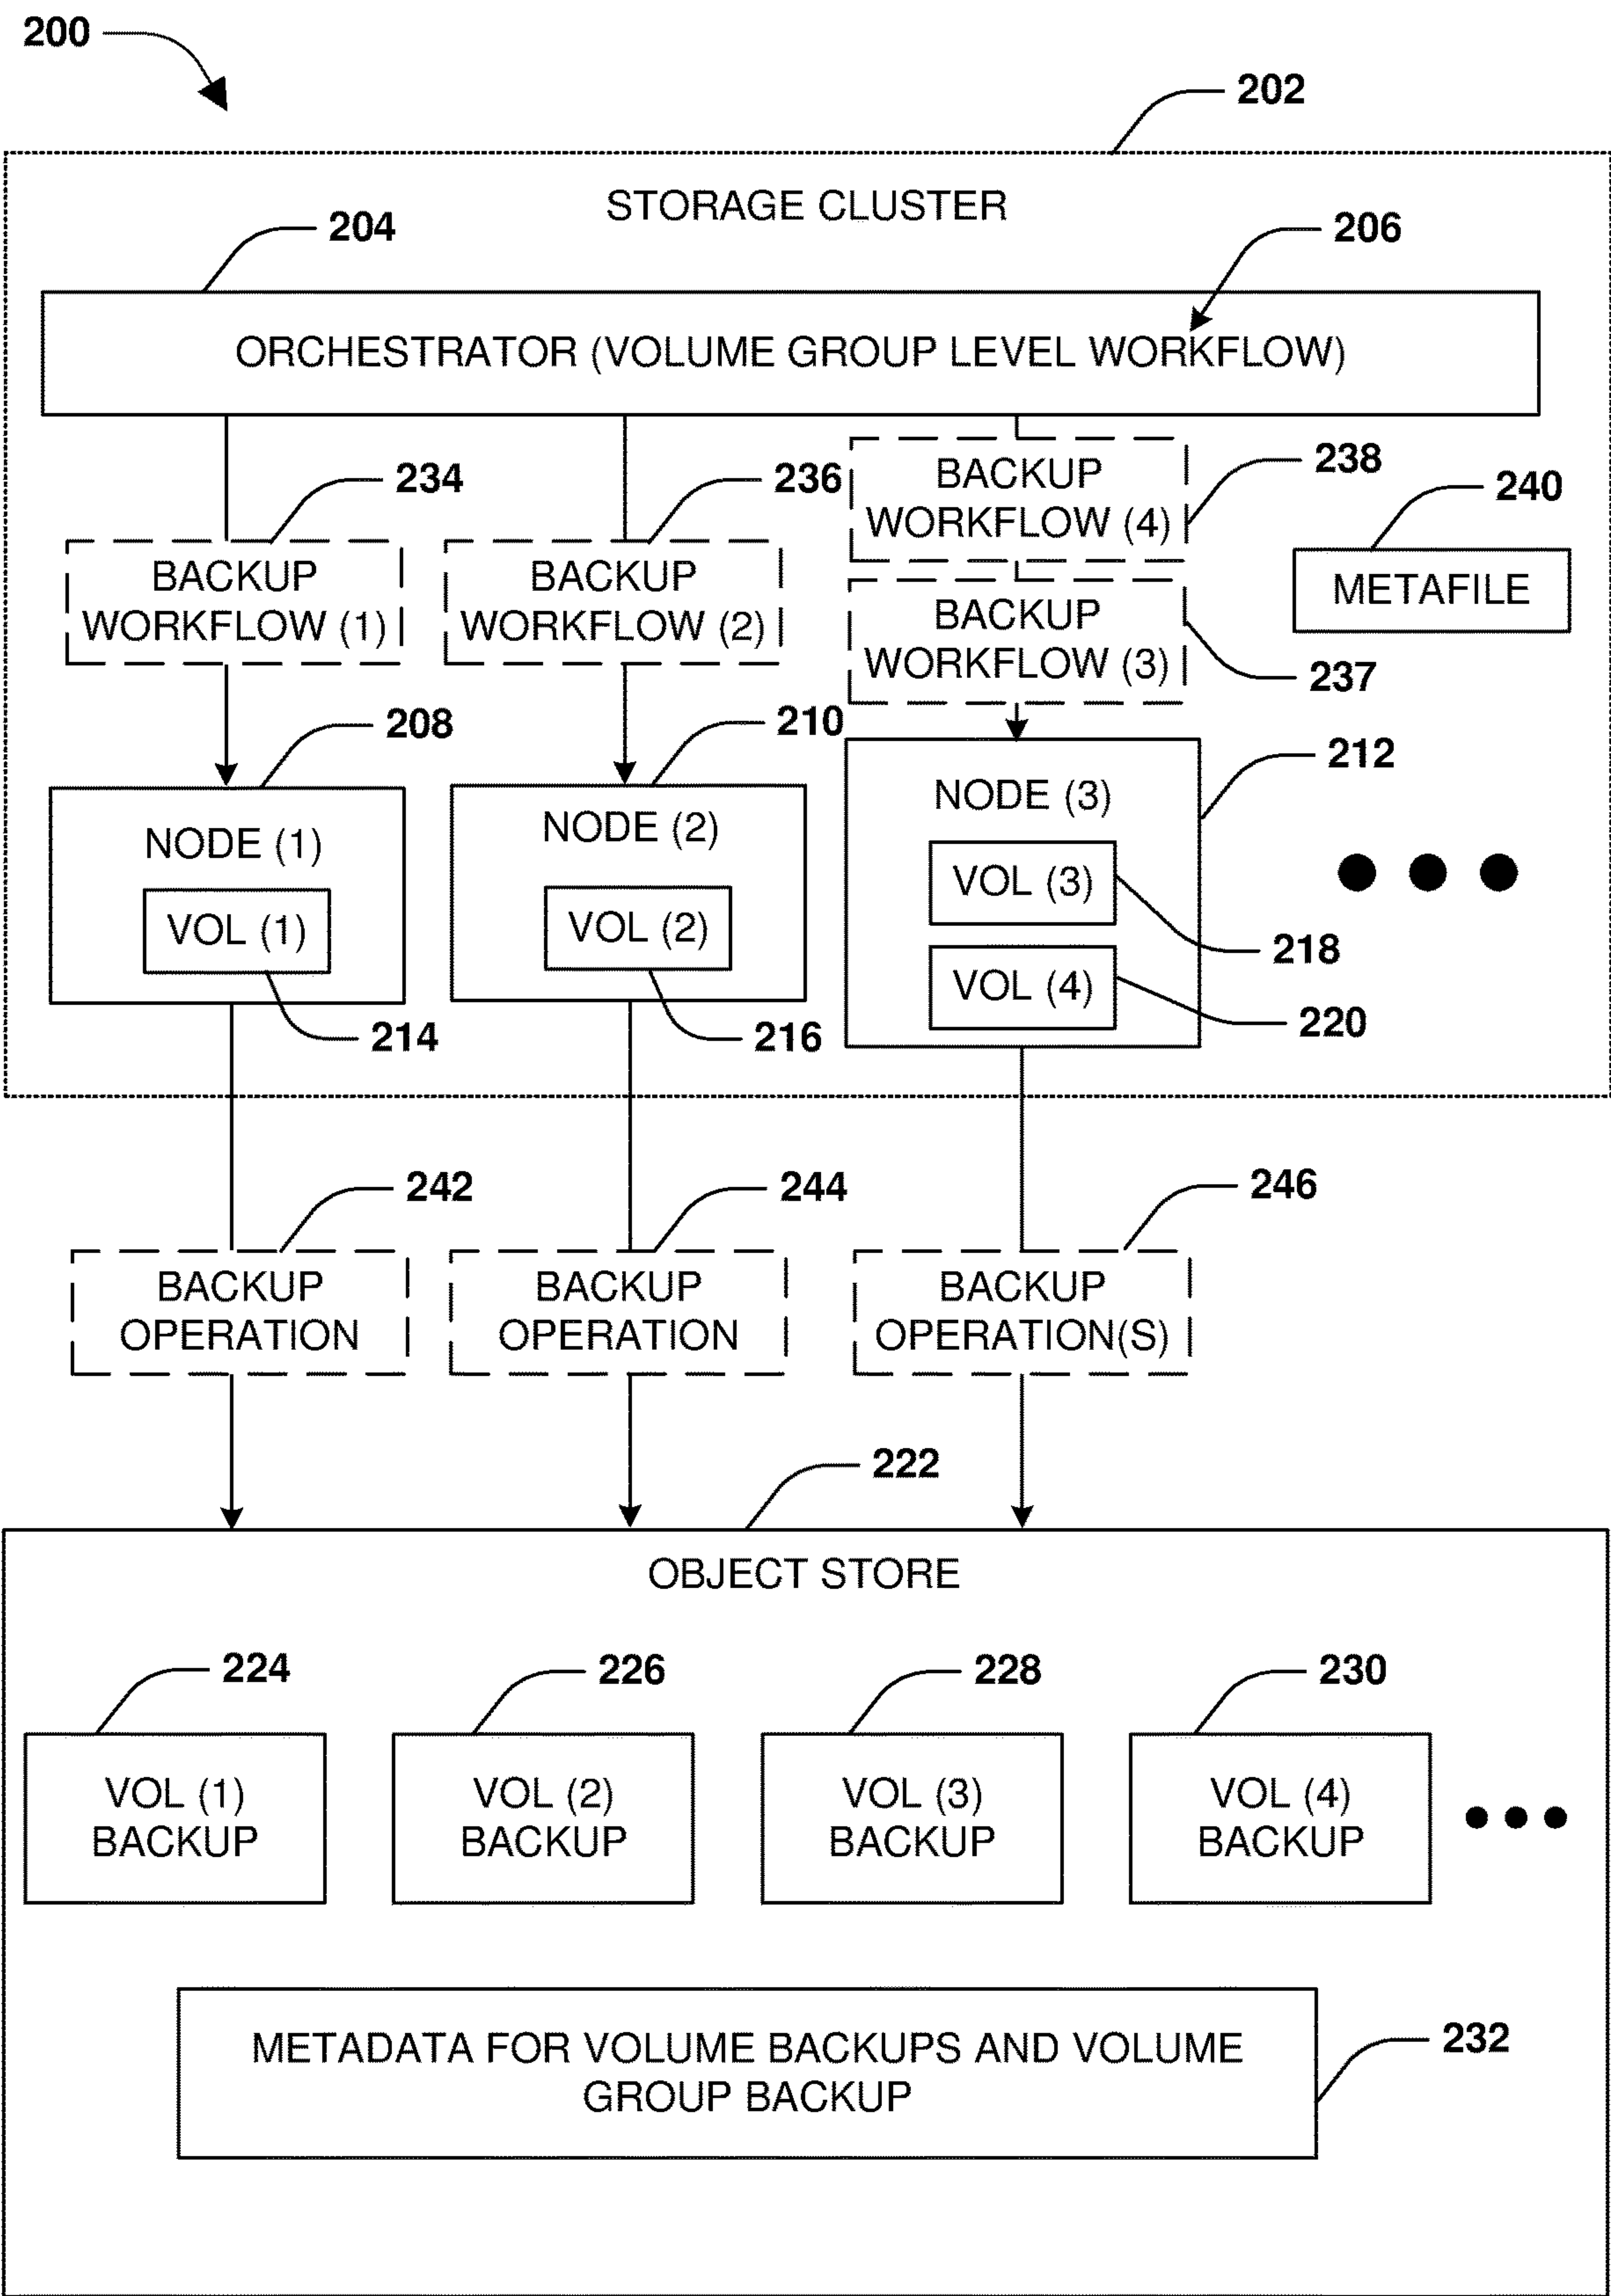 200
202
STORAGE CLUSTER
204
206
ORCHESTRATOR (VOLUME GROUP LEVEL WORKFLOW)
234
236
BACKUP
WORKFLOW (4)
238
240
BACKUP
WORKFLOW (1)
BACKUP
WORKFLOW (2)
BACKUP
WORKFLOW (3)
METAFILE
237
208
210
212
NODE (1)
NODE (2)
NODE (3)
VOL (1)
VOL (2)
VOL (3)
218
VOL (4)
214
216
220
242
244
246
BACKUP
OPERATION
BACKUP
OPERATION
BACKUP
OPERATION(S)
222
OBJECT STORE
224
226
228
230
VOL (1)
BACKUP
VOL (2)
BACKUP
VOL (3)
BACKUP
VOL (4)
BACKUP
METADATA FOR VOLUME BACKUPS AND VOLUME
GROUP BACKUP
232